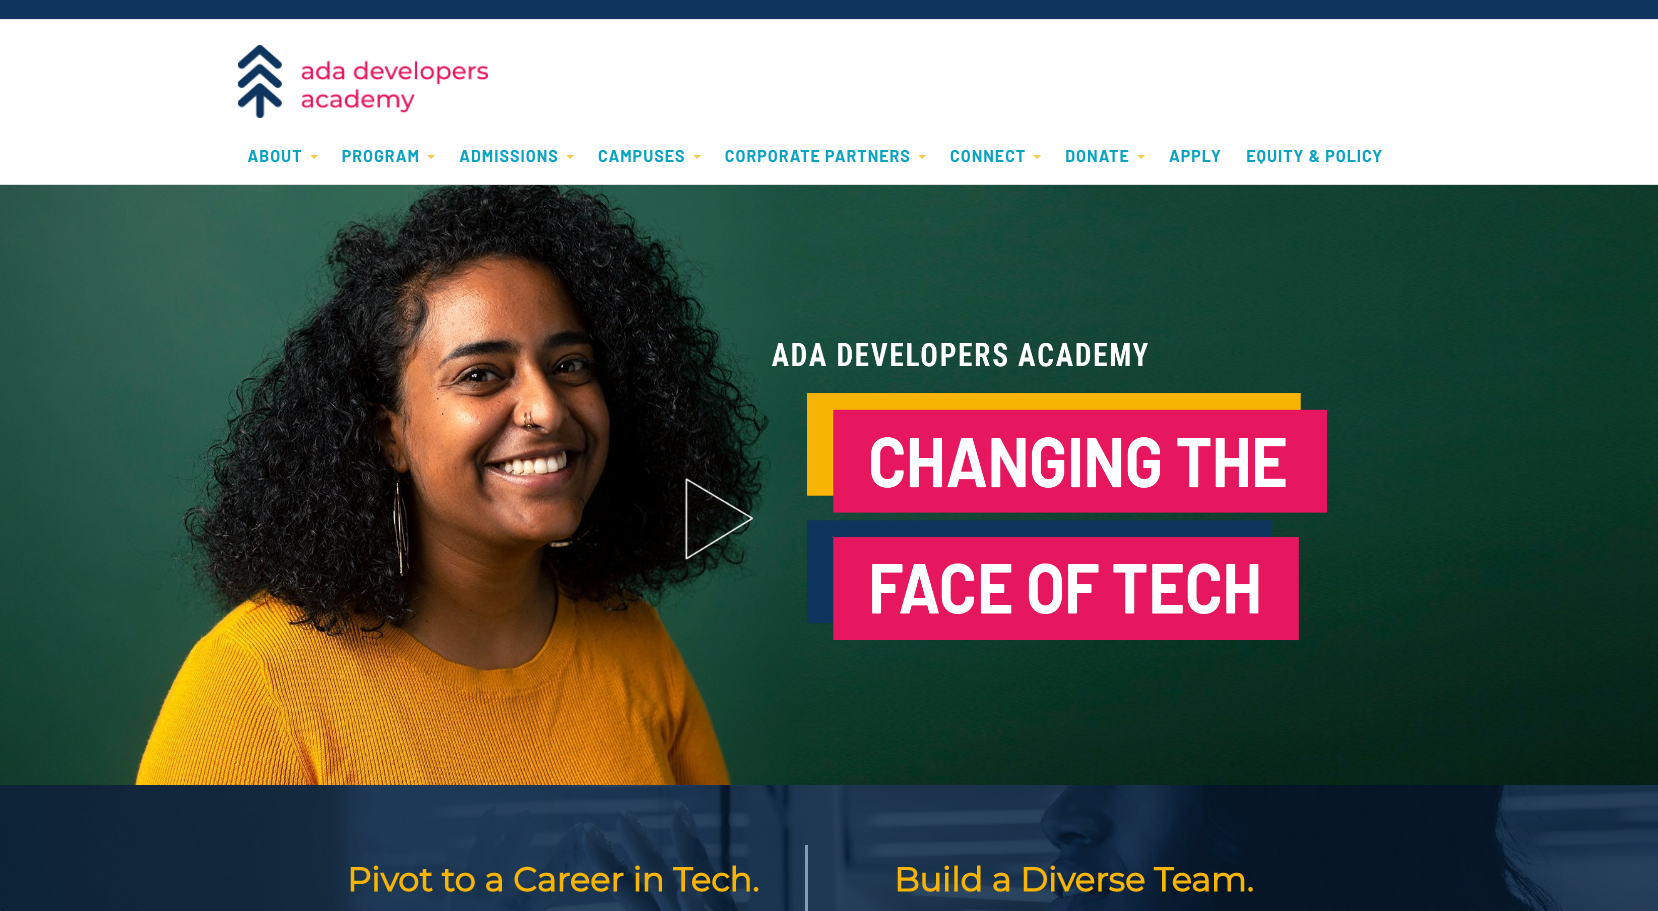 ada developers
academy
ABOUT PROGRAM ADMISSIONS CAMPUSES CORPORATE PARTNERS CONNECT DONATE APPLY EQUITY & POLICY
ADA DEVELOPERS ACADEMY
CHANGING THE
FACE OF TECH
Pivot to a Career in Tech. Build a Diverse Team.